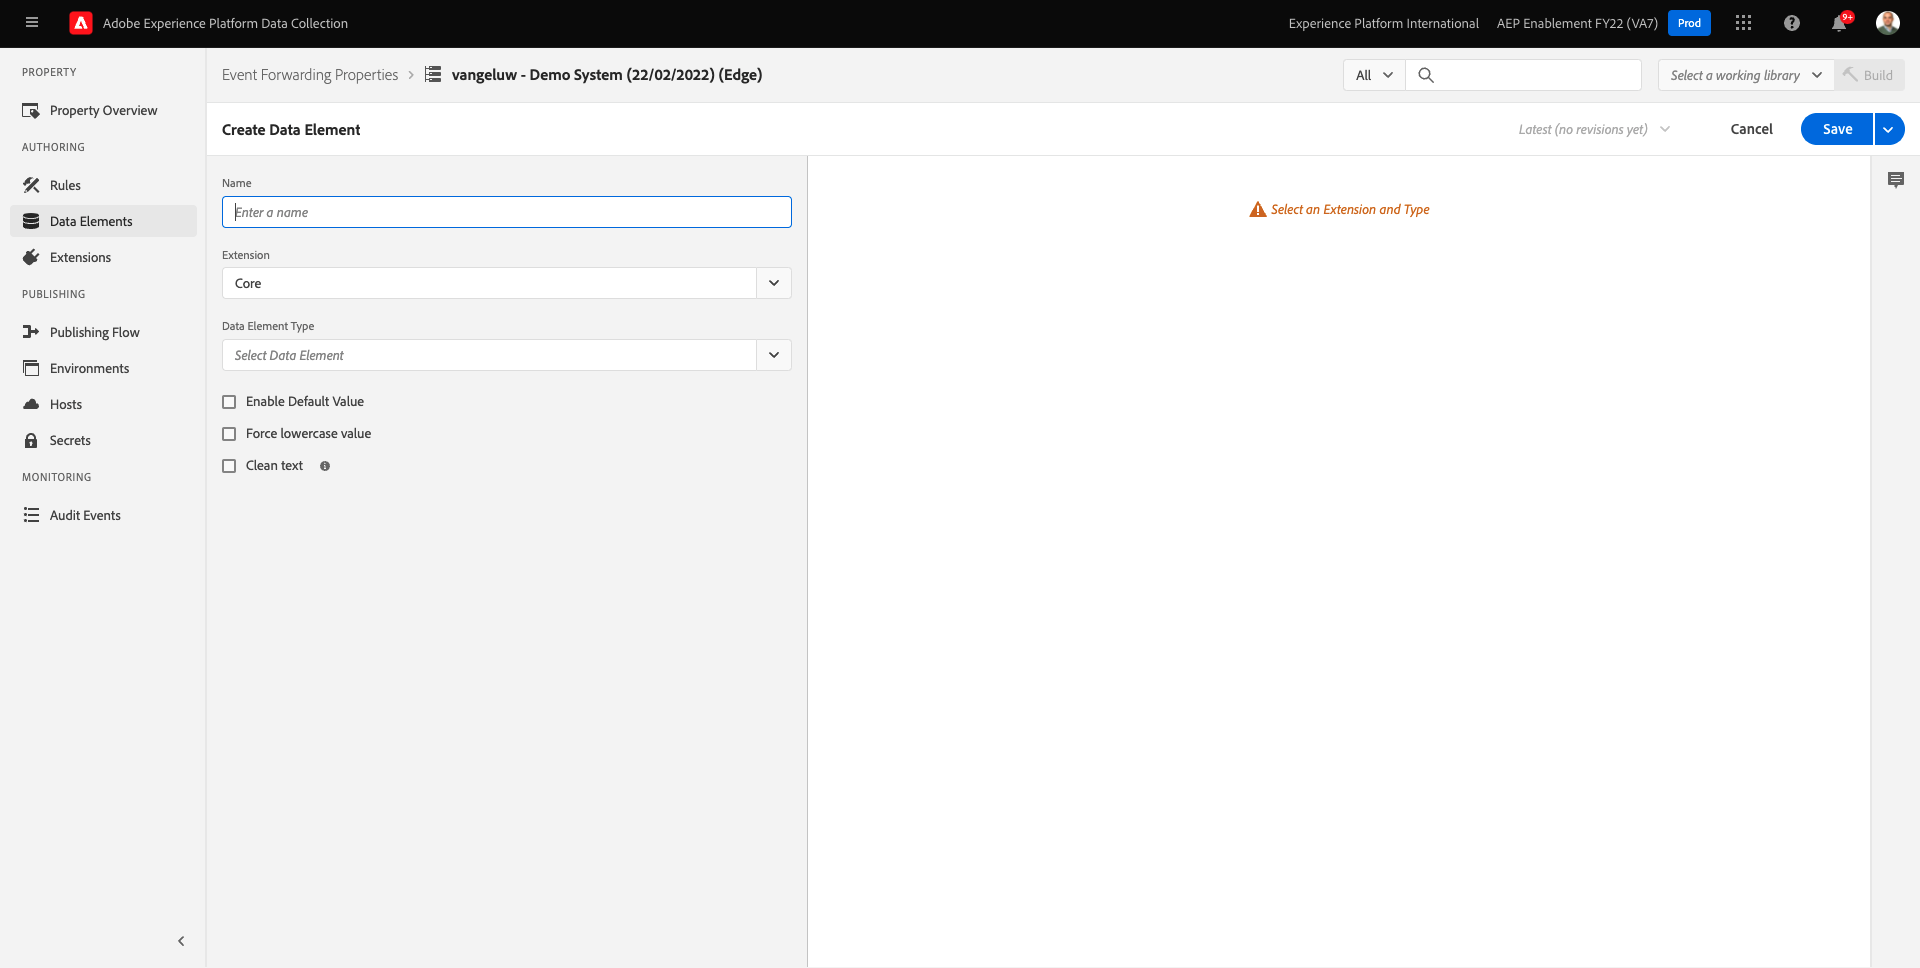 Adobe Experience Platform Data Collection
Experience Platform International
AEP Enablement FY22 (VA7)
Prod
9+
PROPERTY
Property Overview
AUTHORING
Rules
Data Elements
Extensions
PUBLISHING
Publishing Flow
Environments
Hosts
Secrets
MONITORING
Audit Events
Event Forwarding Properties
vangeluw - Demo System (22/02/2022) (Edge)
All
Select a working library
Build
Create Data Element
Latest (no revisions yet)
Cancel
Save
Name
Enter a name
Extension
Core
Data Element Type
Select Data Element
Enable Default Value
Force lowercase value
Clean text
Select an Extension and Type